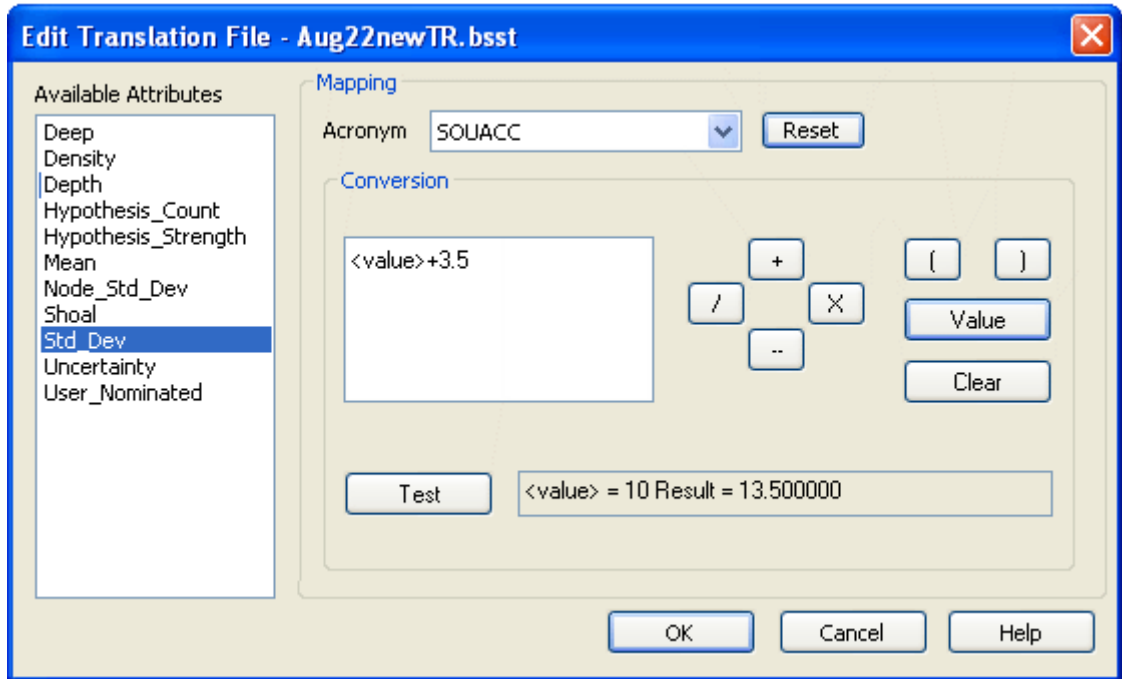 Edit Translation File - Aug22newTR.bsst
Available Attributes
Deep
Density
Depth
Hypothesis_Count
Hypothesis_Strength
Mean
Node_Std_Dev
Shoal
Std_Dev
Uncertainty
User_Nominated
Mapping
Acronym SOUACC Reset
Conversion
<value>+3.5
+ ( )
/ X Value
-- Clear
Test <value> = 10 Result = 13.500000
OK Cancel Help